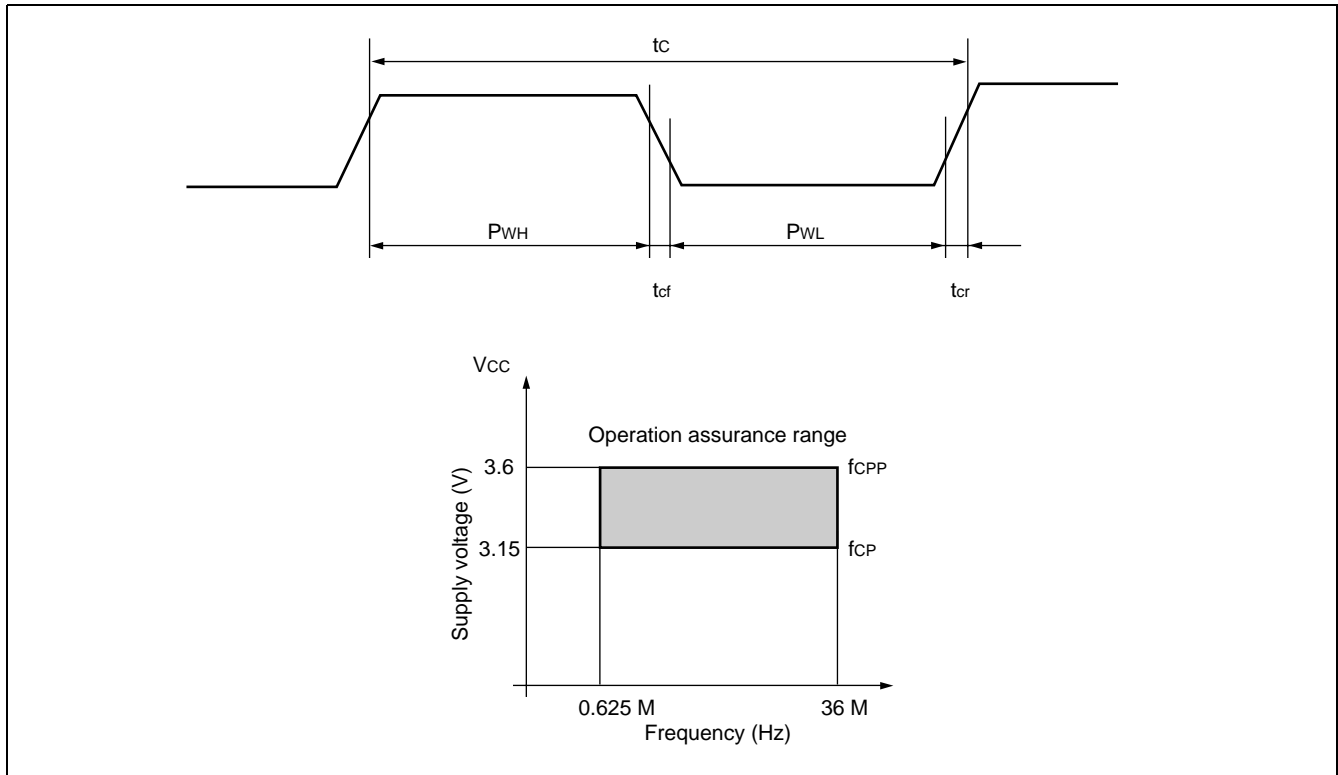 tC
PWH
PWL
tcf
tcr
VCC
Operation assurance range
3.6
fCPP
3.15
fCP
Supply voltage (V)
0.625 M
36 M
Frequency (Hz)